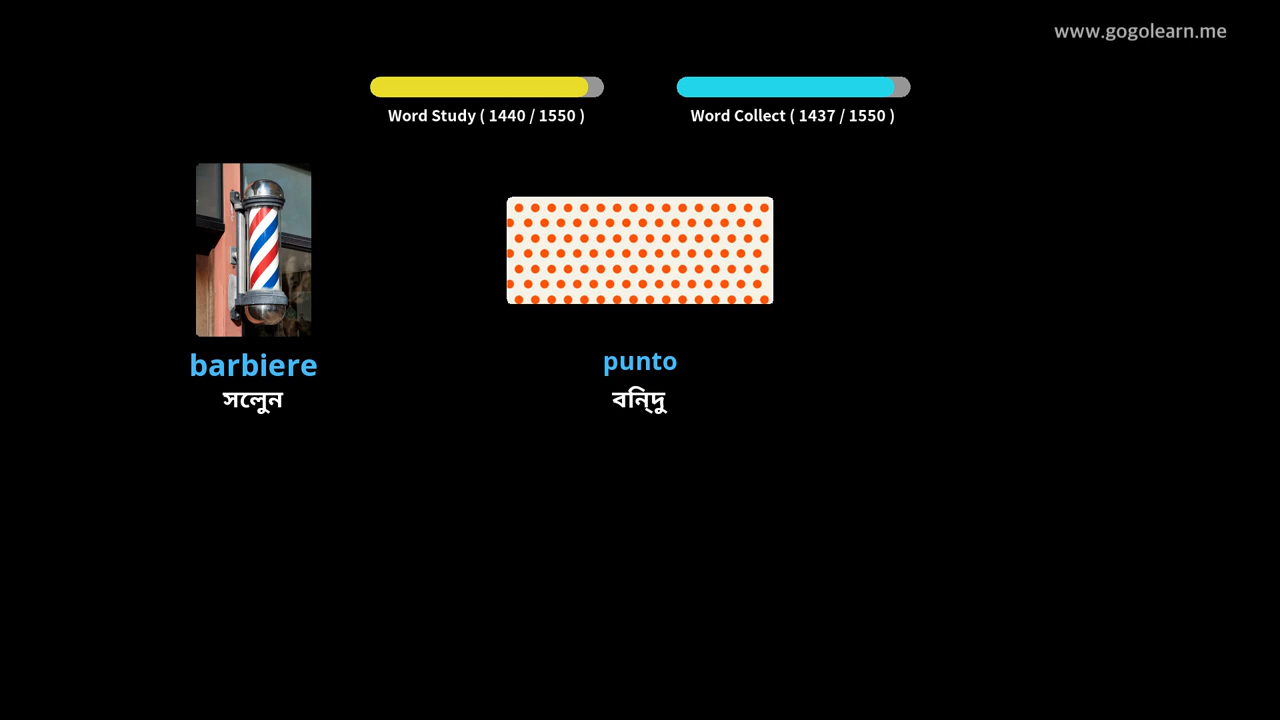 www.gogolearn.me
Word Study ( 1440 / 1550 )
Word Collect ( 1437 / 1550 )
barbiere
সেলুন
punto
বিন্দু